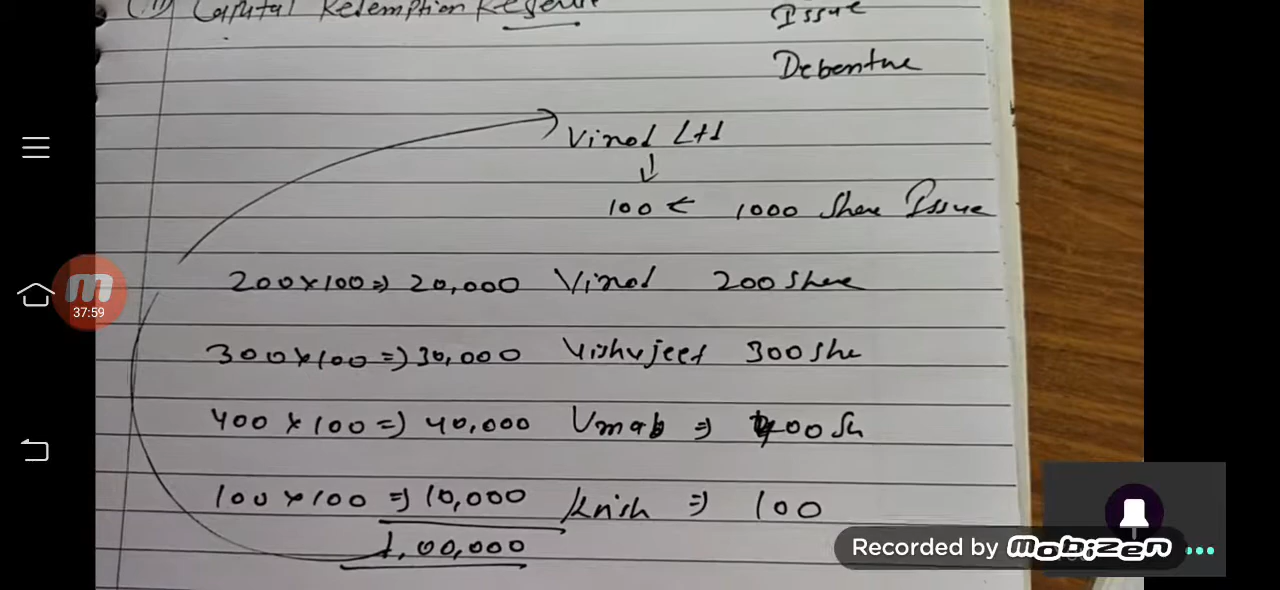 Capital Redemption Reserve
Issue
Debenture
Vinod Ltd
↓
100 ← 1000 Share Issue
200×100 => 20,000 Vinod 200 Share
300×100 => 30,000 Vishvjeet 300 Sha
400 × 100 => 40,000 => 400 Sh
100 × 100 => 10,000 Krish => 100
1,00,000
37:59
Recorded by mobizen